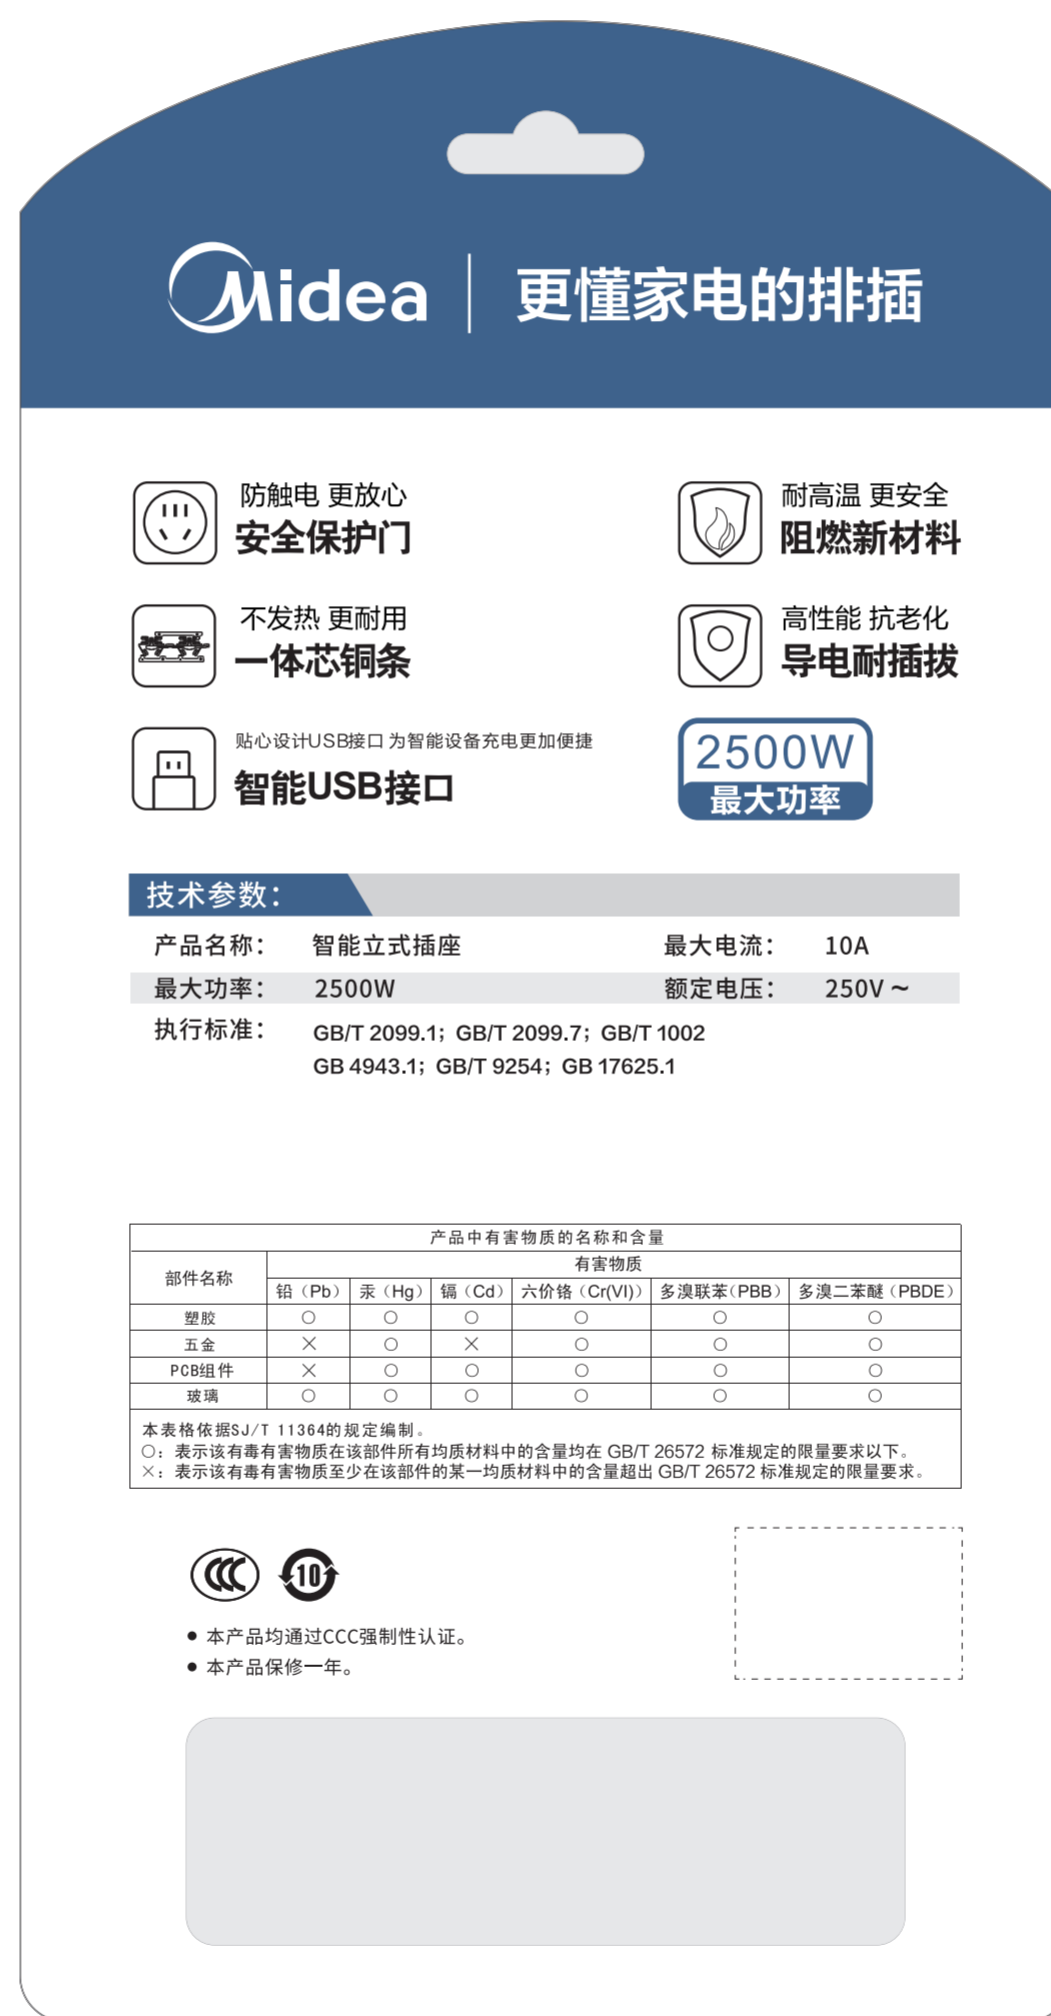 Midea 更懂家电的排插
防触电 更放心
安全保护门
耐高温 更安全
阻燃新材料
不发热 更耐用
一体芯铜条
高性能 抗老化
导电耐插拔
贴心设计USB接口 为智能设备充电更加便捷
智能USB接口
2500W
最大功率
技术参数：
产品名称： 智能立式插座 最大电流： 10A
最大功率： 2500W 额定电压： 250V ~
执行标准： GB/T 2099.1；GB/T 2099.7；GB/T 1002
GB 4943.1；GB/T 9254；GB 17625.1
产品中有害物质的名称和含量
部件名称 有害物质
铅（Pb） 汞（Hg） 镉（Cd） 六价铬（Cr(VI)） 多溴联苯（PBB） 多溴二苯醚（PBDE）
塑胶 ○ ○ ○ ○ ○ ○
五金 × ○ × ○ ○ ○
PCB组件 × ○ ○ ○ ○ ○
玻璃 ○ ○ ○ ○ ○ ○
本表格依据SJ/T 11364的规定编制。
○：表示该有毒有害物质在该部件所有均质材料中的含量均在 GB/T 26572 标准规定的限量要求以下。
×：表示该有毒有害物质至少在该部件的某一均质材料中的含量超出 GB/T 26572 标准规定的限量要求。
CCC 10
● 本产品均通过CCC强制性认证。
● 本产品保修一年。